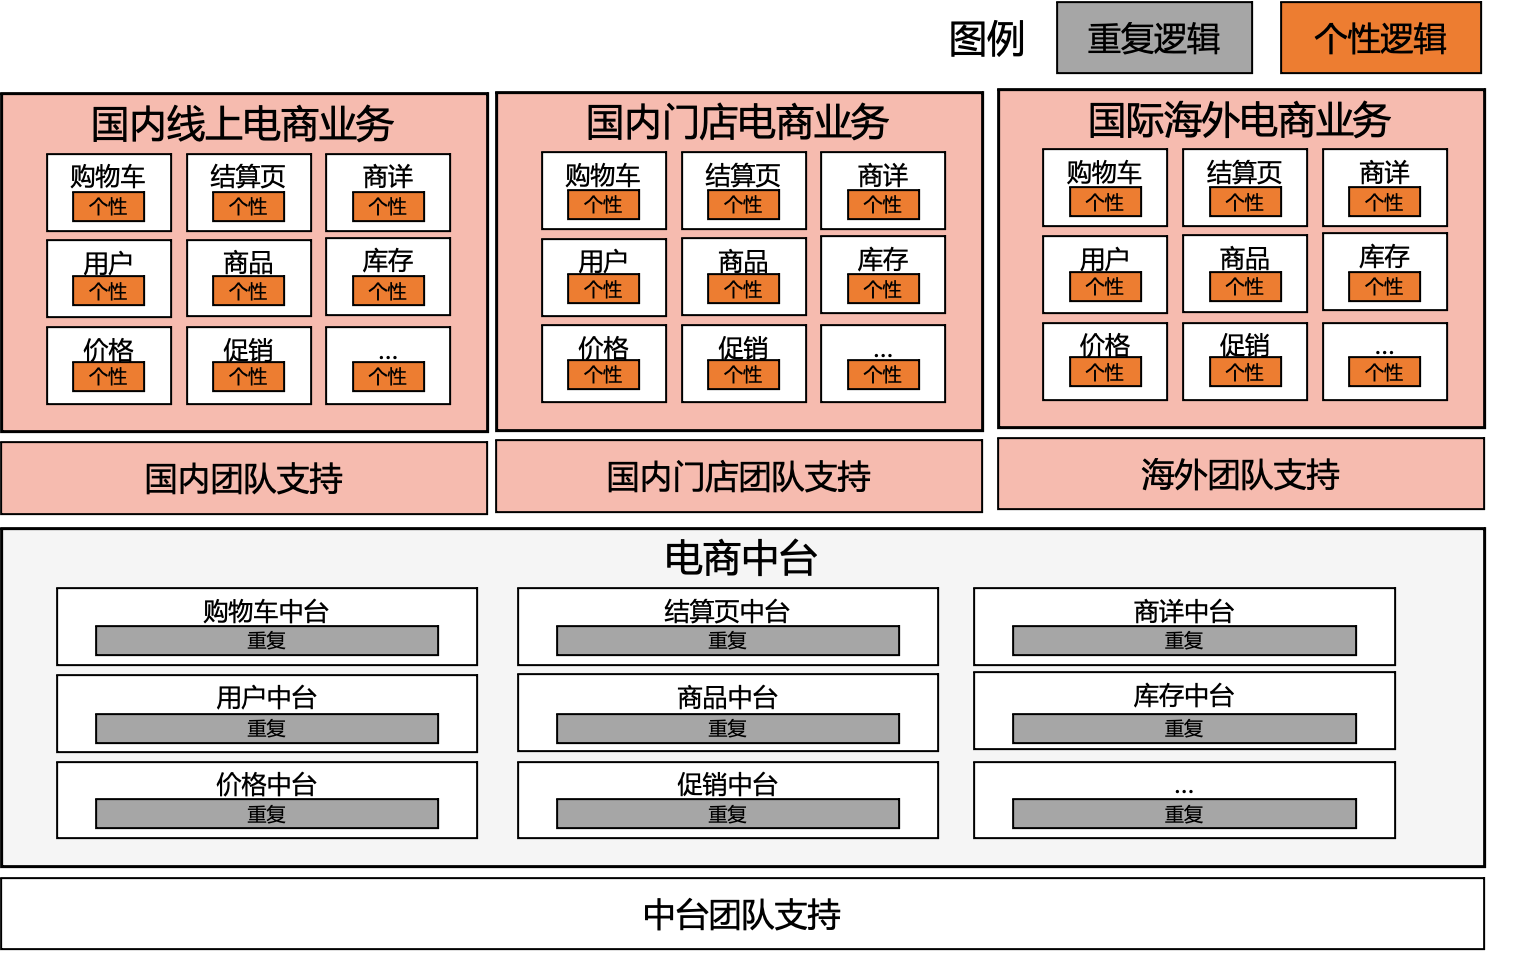 图例
重复逻辑
个性逻辑
国内线上电商业务
购物车
个性
结算页
个性
商详
个性
用户
个性
商品
个性
库存
个性
价格
个性
促销
个性
...
个性
国内门店电商业务
购物车
个性
结算页
个性
商详
个性
用户
个性
商品
个性
库存
个性
价格
个性
促销
个性
...
个性
国际海外电商业务
购物车
个性
结算页
个性
商详
个性
用户
个性
商品
个性
库存
个性
价格
个性
促销
个性
...
个性
国内团队支持
国内门店团队支持
海外团队支持
电商中台
购物车中台
重复
结算页中台
重复
商详中台
重复
用户中台
重复
商品中台
重复
库存中台
重复
价格中台
重复
促销中台
重复
...
重复
中台团队支持